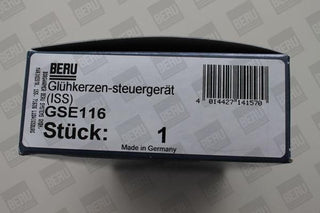 BERU
Glühkerzen-steuergerät
(ISS)
GSE116
Stück: 1
Made in Germany
4 014427 141570